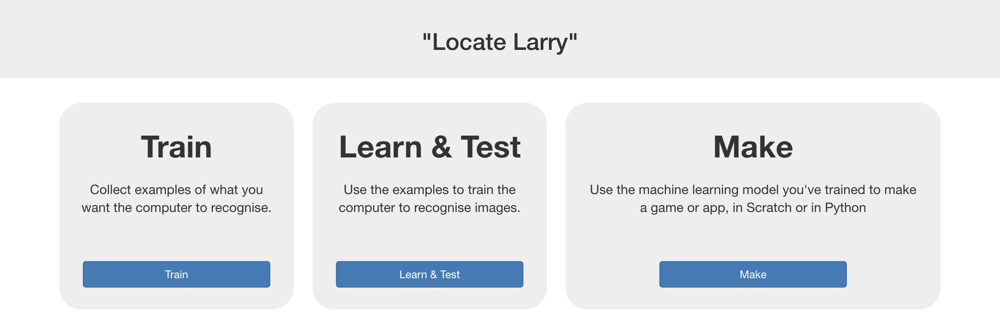 "Locate Larry"
Train
Collect examples of what you
want the computer to recognise.
Train
Learn & Test
Use the examples to train the
computer to recognise images.
Learn & Test
Make
Use the machine learning model you've trained to make
a game or app, in Scratch or in Python
Make